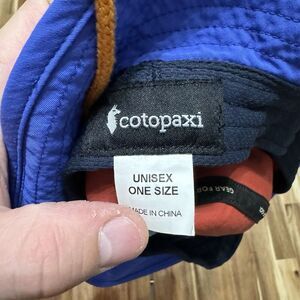 cotopaxi
UNISEX
ONE SIZE
MADE IN CHINA
GEAR FOR